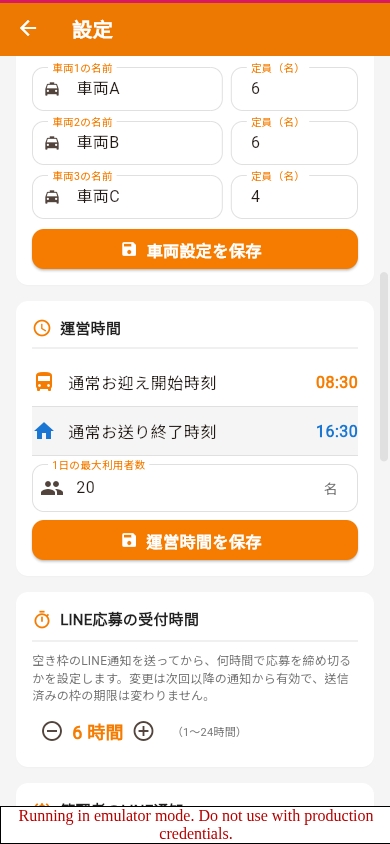 設定
車両1の名前
定員（名）
車両A
6
車両2の名前
定員（名）
車両B
6
車両3の名前
定員（名）
車両C
4
車両設定を保存
運営時間
通常お迎え開始時刻
08:30
通常お送り終了時刻
16:30
1日の最大利用者数
20
名
運営時間を保存
LINE応募の受付時間
空き枠のLINE通知を送ってから、何時間で応募を締め切る
かを設定します。変更は次回以降の通知から有効で、送信
済みの枠の期限は変わりません。
6 時間
（1〜24時間）
Running in emulator mode. Do not use with production
credentials.